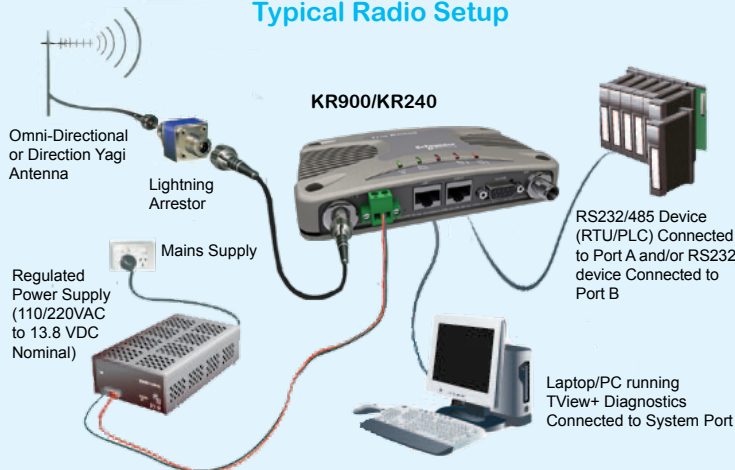 Typical Radio Setup
KR900/KR240
Omni-Directional
or Direction Yagi
Antenna
Lightning
Arrestor
RS232/485 Device
(RTU/PLC) Connected
to Port A and/or RS232
device Connected to
Port B
Mains Supply
Regulated
Power Supply
(110/220VAC
to 13.8 VDC
Nominal)
Laptop/PC running
TView+ Diagnostics
Connected to System Port